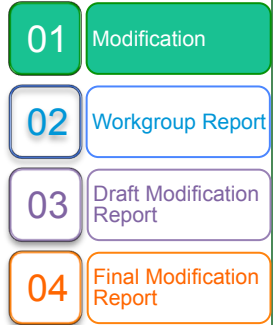 01
Modification
02
Workgroup Report
03
Draft Modification
Report
04
Final Modification
Report